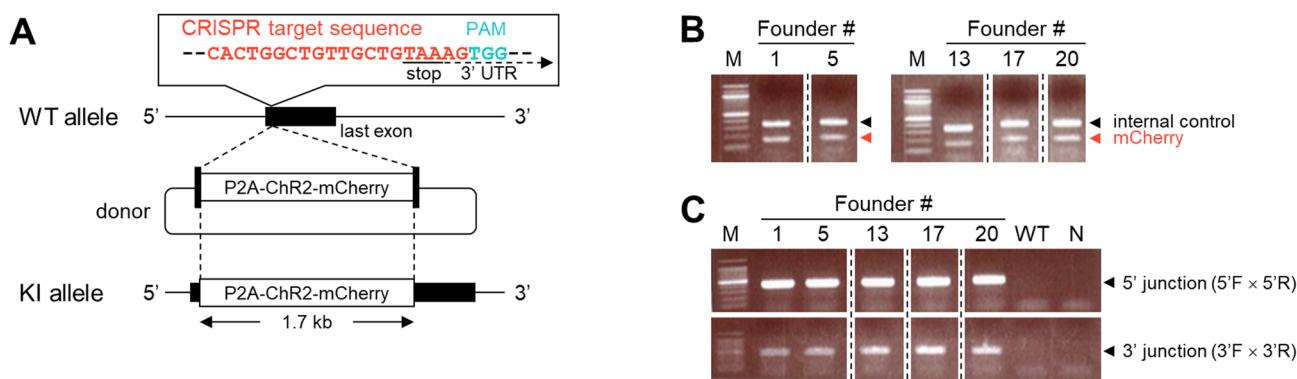 A
CRISPR target sequence PAM
--CACTGGCTGTTGCTGTAAAGTGG--
stop 3’ UTR
WT allele 5’ 3’
last exon
P2A-ChR2-mCherry
donor
KI allele 5’ P2A-ChR2-mCherry 3’
1.7 kb
B
Founder # Founder #
M 1 5 M 13 17 20
internal control
mCherry
C
Founder #
M 1 5 13 17 20 WT N
5’ junction (5’F × 5’R)
3’ junction (3’F × 3’R)